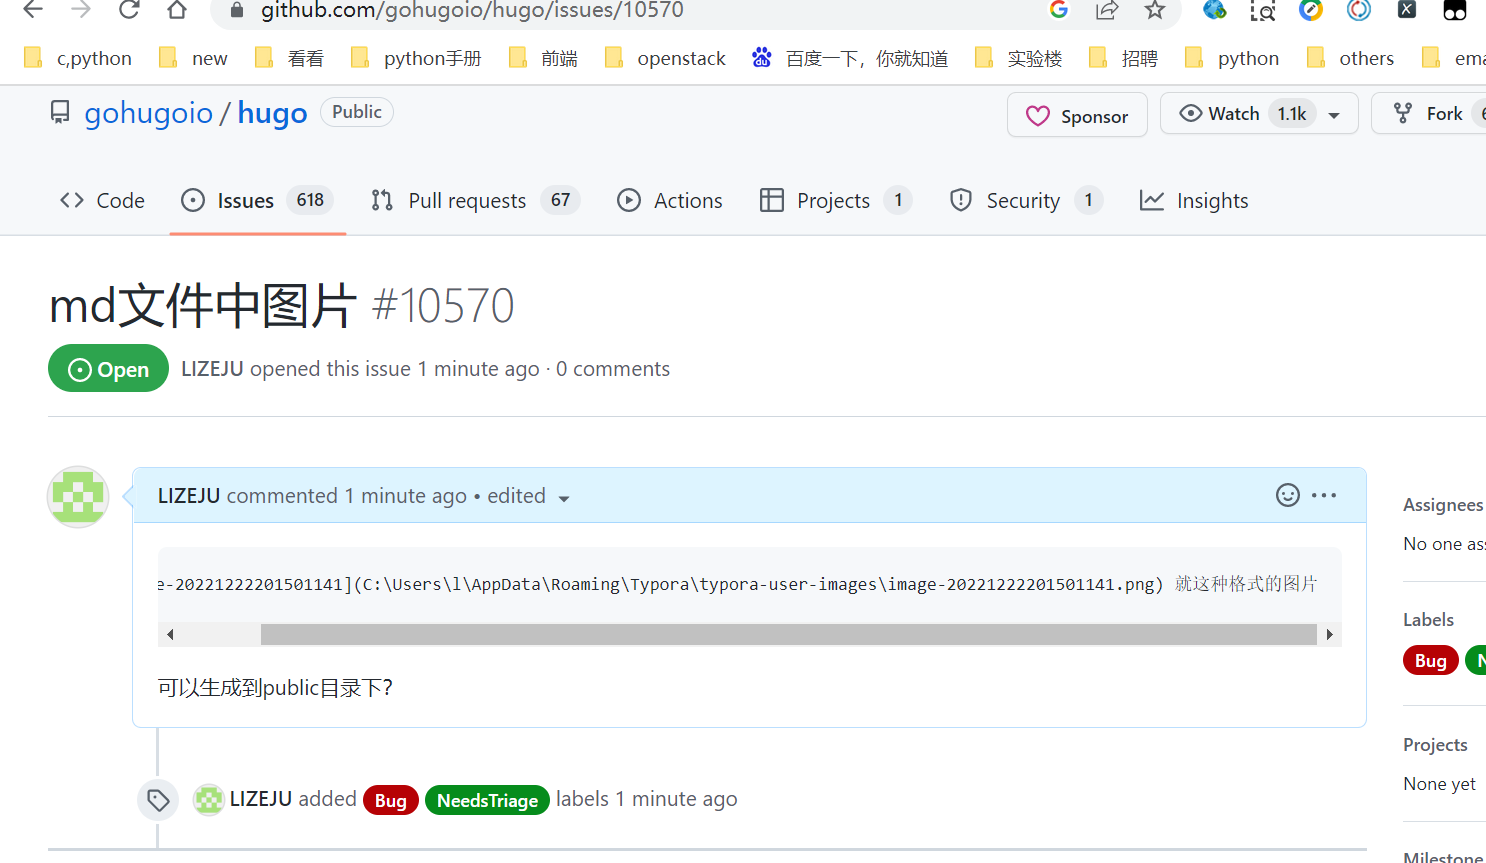 github.com/gohugoio/hugo/issues/10570
c,python new 看看 python手册 前端 openstack 百度一下，你就知道 实验楼 招聘 python others
gohugoio / hugo Public Sponsor Watch 1.1k Fork
Code Issues 618 Pull requests 67 Actions Projects 1 Security 1 Insights
md文件中图片 #10570
Open LIZEJU opened this issue 1 minute ago · 0 comments
LIZEJU commented 1 minute ago • edited
e-20221222201501141](C:\Users\l\AppData\Roaming\Typora\typora-user-images\image-20221222201501141.png) 就这种格式的图片
可以生成到public目录下?
LIZEJU added Bug NeedsTriage labels 1 minute ago
Assignees
No one
Labels
Bug
Projects
None yet
Milestone